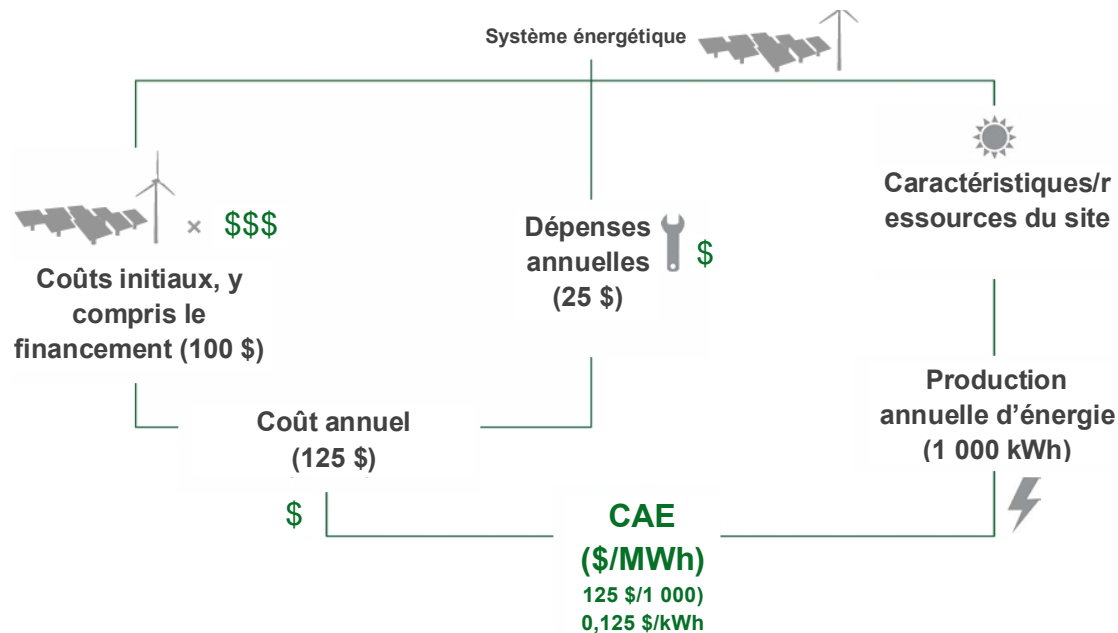 Système énergétique
× $$$
Coûts initiaux, y
compris le
financement (100 $)
Dépenses
annuelles
(25 $)
$
Caractéristiques/r
essources du site
Coût annuel
(125 $)
$
Production
annuelle d’énergie
(1 000 kWh)
CAE
($/MWh)
125 $/1 000)
0,125 $/kWh